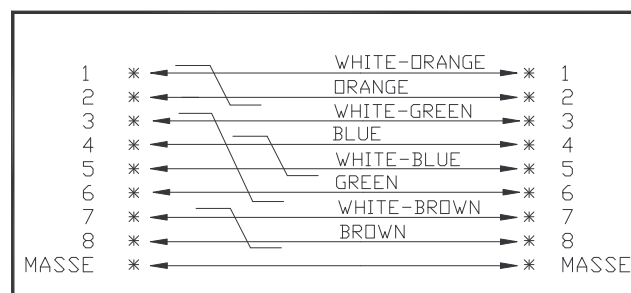 1 * WHITE-ORANGE * 1
2 * ORANGE * 2
3 * WHITE-GREEN * 3
4 * BLUE * 4
5 * WHITE-BLUE * 5
6 * GREEN * 6
7 * WHITE-BROWN * 7
8 * BROWN * 8
MASSE * * MASSE